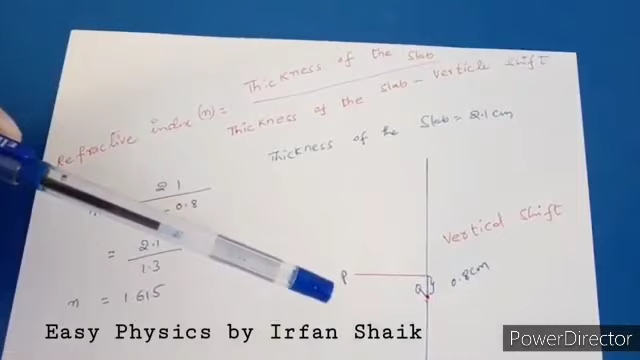 Refractive index (n) = Thickness of the Slab
Thickness of the slab - Verticle shift
Thickness of the Slab = 2.1 cm
2.1
- 0.8
= 2.1
1.3
n = 1.615
Vertical shift
P
Q
0.8cm
Easy Physics by Irfan Shaik
PowerDirector